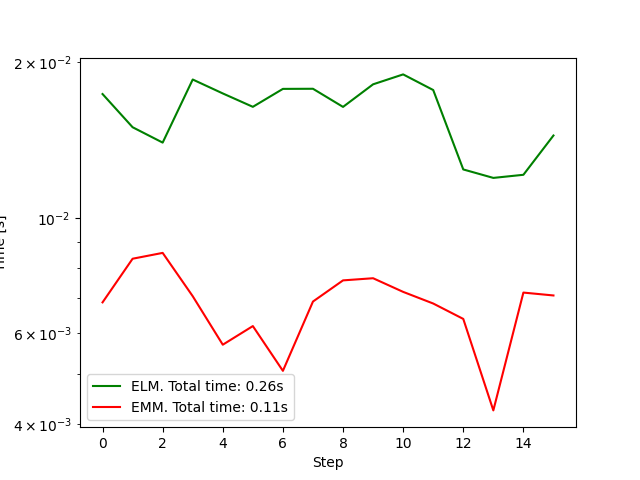 2 × 10⁻²
10⁻²
6 × 10⁻³
4 × 10⁻³
ELM. Total time: 0.26s
EMM. Total time: 0.11s
0 2 4 6 8 10 12 14
Step